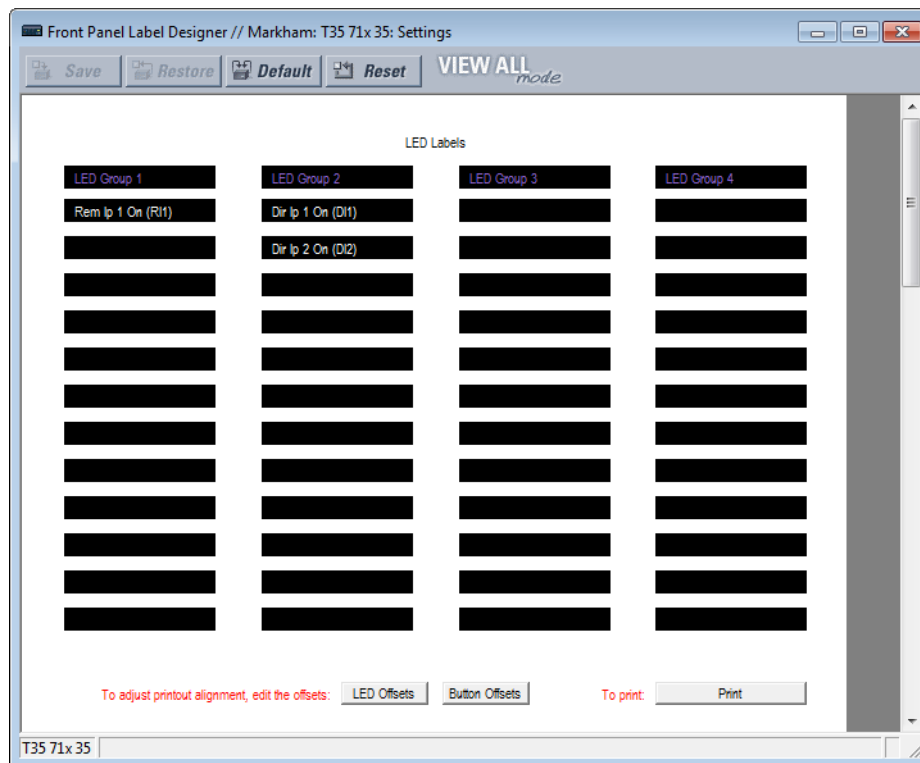 Front Panel Label Designer // Markham: T35 71x 35: Settings
Save Restore Default Reset VIEW ALL mode
LED Labels
LED Group 1 LED Group 2 LED Group 3 LED Group 4
Rem Ip 1 On (RI1) Dir Ip 1 On (DI1)
Dir Ip 2 On (DI2)
To adjust printout alignment, edit the offsets: LED Offsets Button Offsets To print: Print
T35 71x 35